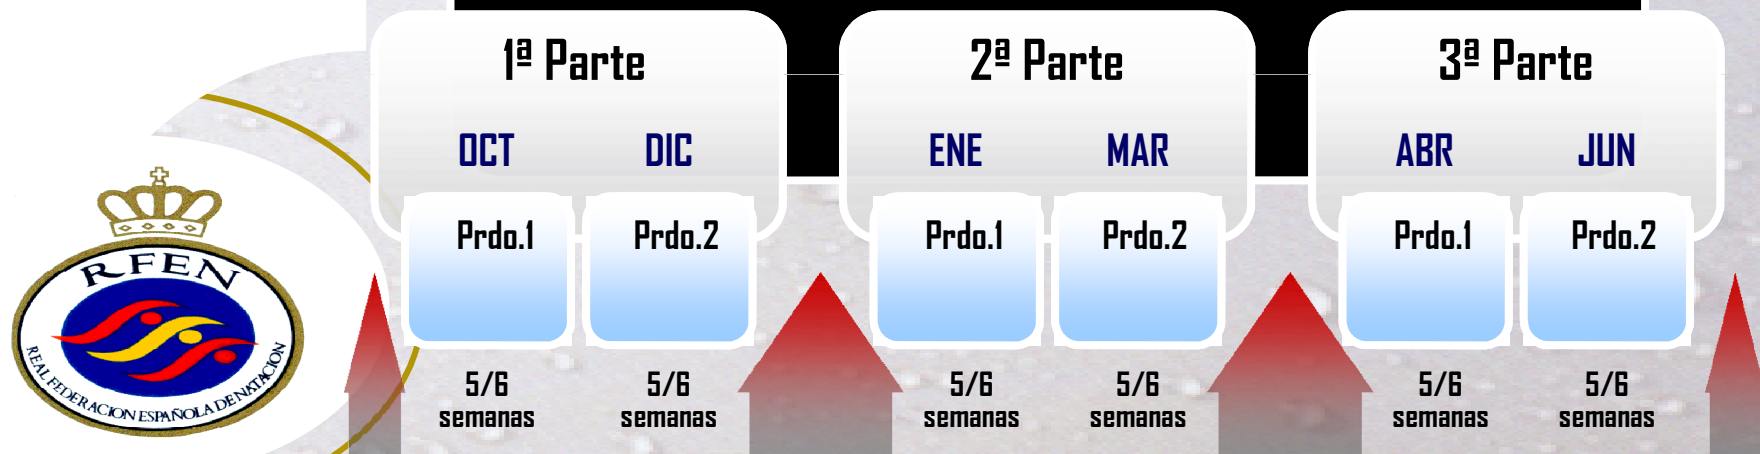 1ª Parte
2ª Parte
3ª Parte
OCT DIC
ENE MAR
ABR JUN
Prdo.1 Prdo.2
Prdo.1 Prdo.2
Prdo.1 Prdo.2
5/6 semanas
5/6 semanas
5/6 semanas
5/6 semanas
5/6 semanas
5/6 semanas
RFEN
REAL FEDERACION ESPAÑOLA DE NATACION